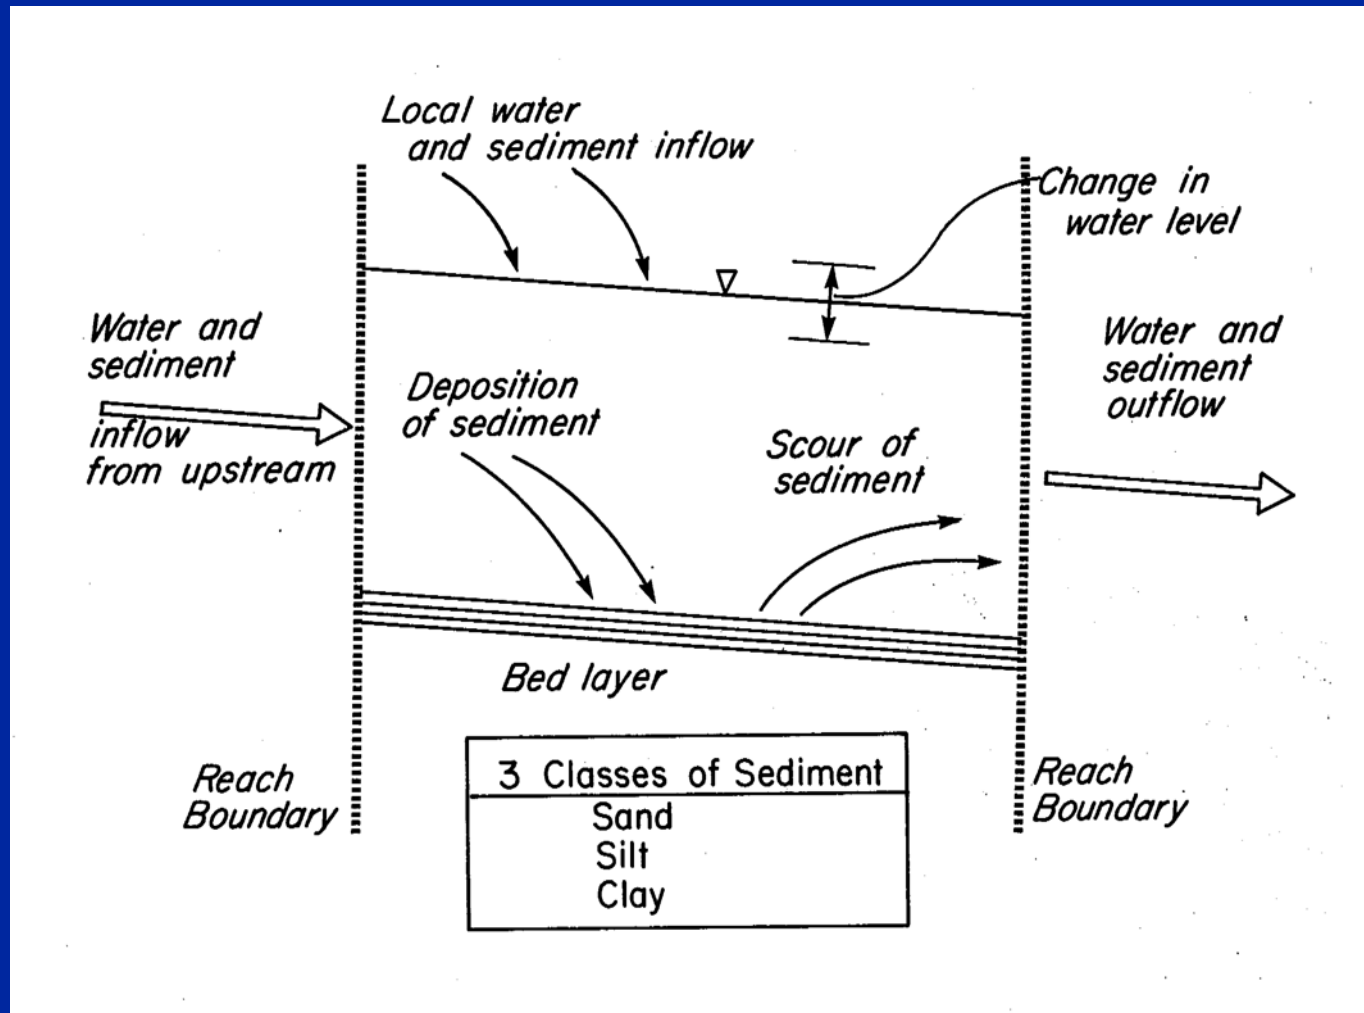 Local water
and sediment inflow
Change in
water level
Water and
sediment
inflow
from upstream
Deposition
of sediment
Scour of
sediment
Water and
sediment
outflow
Bed layer
Reach
Boundary
3 Classes of Sediment
Sand
Silt
Clay
Reach
Boundary